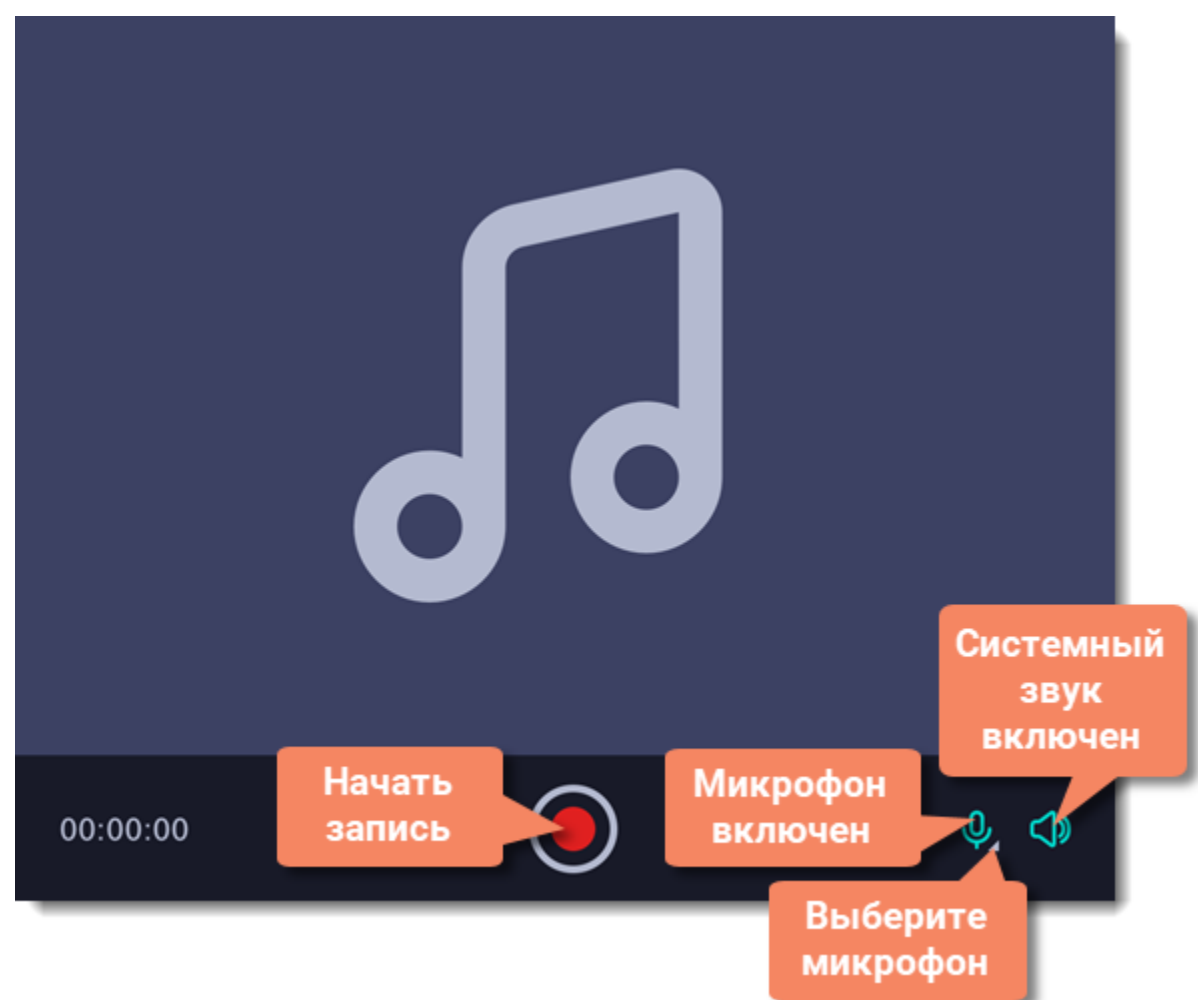 Системный
звук
включен
00:00:00
Начать
запись
Микрофон
включен
Выберите
микрофон